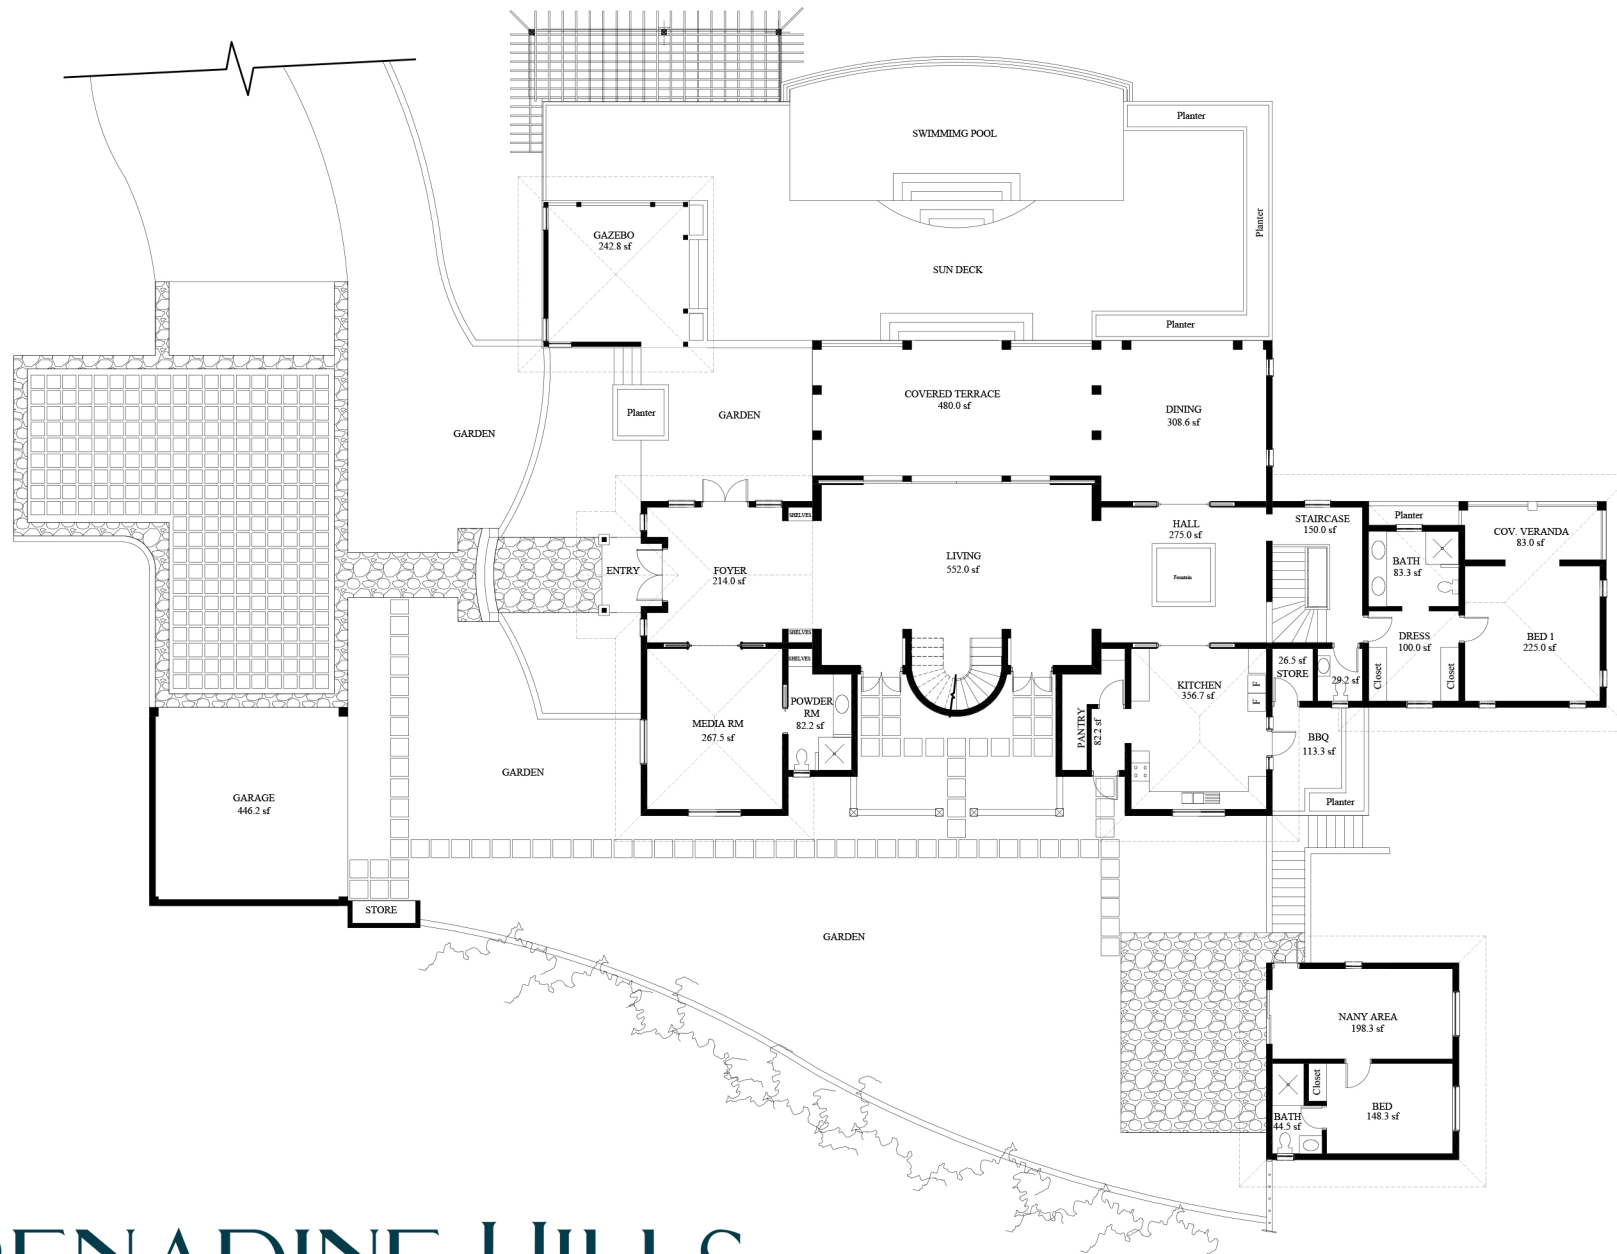 SWIMMIMG POOL
Planter
Planter
GAZEBO
242.8 sf
SUN DECK
Planter
COVERED TERRACE
480.0 sf
DINING
308.6 sf
Planter
GARDEN
GARDEN
SHELVES
HALL
275.0 sf
STAIRCASE
150.0 sf
Planter
COV. VERANDA
83.0 sf
LIVING
552.0 sf
BATH
83.3 sf
ENTRY
FOYER
214.0 sf
Fountain
SHELVES
DRESS
100.0 sf
BED 1
225.0 sf
SHELVES
26.5 sf
STORE
29.2 sf
Closet
Closet
KITCHEN
356.7 sf
F
F
POWDER
RM
82.2 sf
MEDIA RM
267.5 sf
PANTRY
82.2 sf
BBQ
113.3 sf
GARDEN
GARAGE
446.2 sf
Planter
STORE
GARDEN
NANY AREA
198.3 sf
Closet
BED
148.3 sf
BATH
44.5 sf
ENADINE HILLS